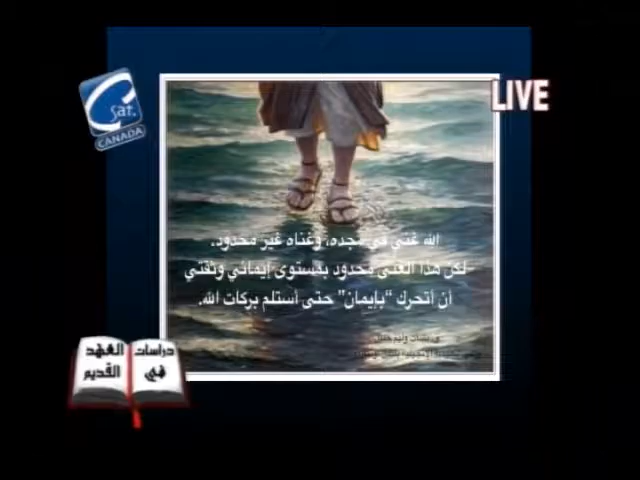 Sat.
CANADA
LIVE
الله غني في مجده، وغناه غير محدود.
لكن هذا الغنى محدود بمستوى إيماني وثقتي
أن أتحرك "بإيمان" حتى أستلم بركات الله.
دراسات في
العهد القديم